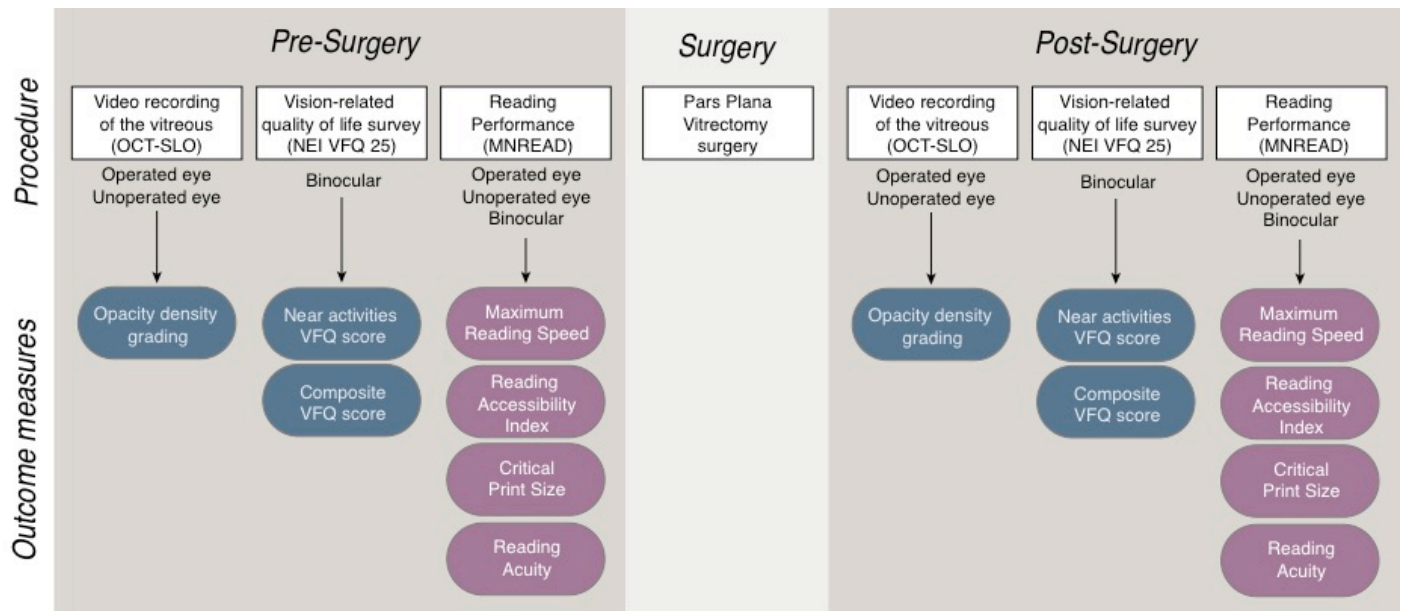 Pre-Surgery
Surgery
Post-Surgery
Procedure
Video recording
of the vitreous
(OCT-SLO)
Operated eye
Unoperated eye
Vision-related
quality of life survey
(NEI VFQ 25)
Binocular
Reading
Performance
(MNREAD)
Operated eye
Unoperated eye
Binocular
Pars Plana
Vitrectomy
surgery
Video recording
of the vitreous
(OCT-SLO)
Operated eye
Unoperated eye
Vision-related
quality of life survey
(NEI VFQ 25)
Binocular
Reading
Performance
(MNREAD)
Operated eye
Unoperated eye
Binocular
Outcome measures
Opacity density
grading
Near activities
VFQ score
Composite
VFQ score
Maximum
Reading Speed
Reading
Accessibility
Index
Critical
Print Size
Reading
Acuity
Opacity density
grading
Near activities
VFQ score
Composite
VFQ score
Maximum
Reading Speed
Reading
Accessibility
Index
Critical
Print Size
Reading
Acuity